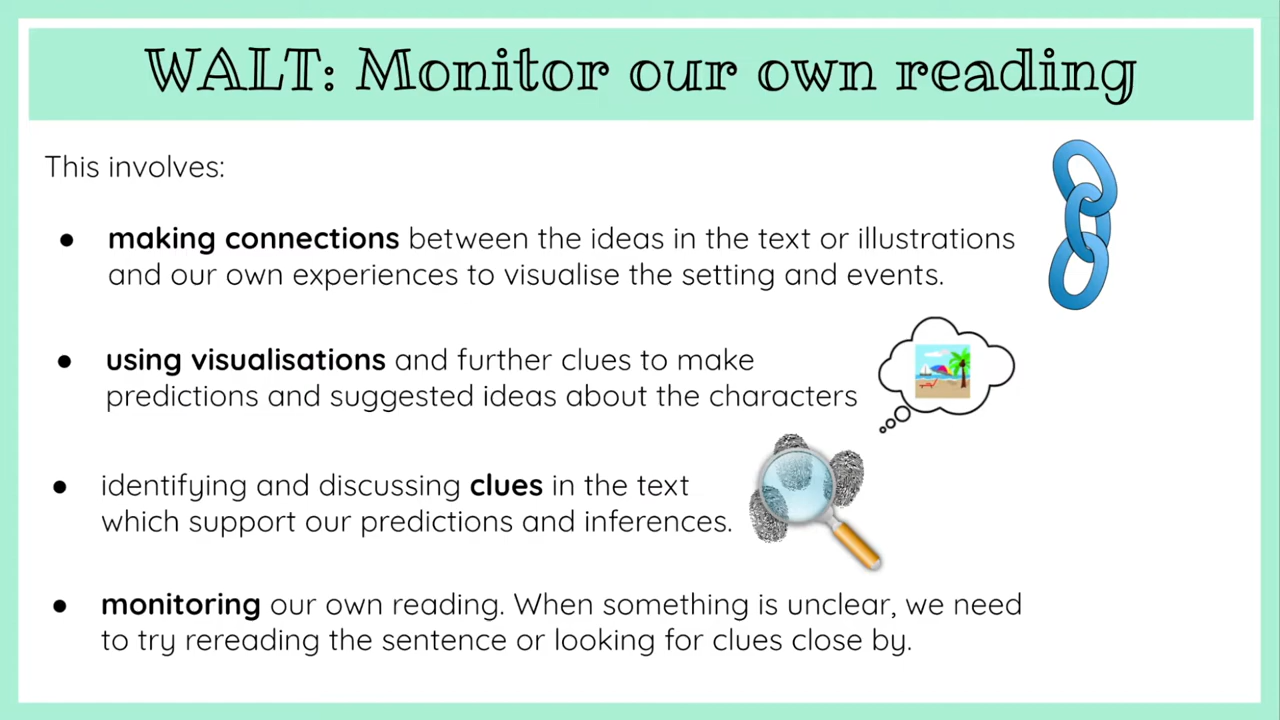 WALT: Monitor our own reading
This involves:
● making connections between the ideas in the text or illustrations
and our own experiences to visualise the setting and events.
● using visualisations and further clues to make
predictions and suggested ideas about the characters
● identifying and discussing clues in the text
which support our predictions and inferences.
● monitoring our own reading. When something is unclear, we need
to try rereading the sentence or looking for clues close by.